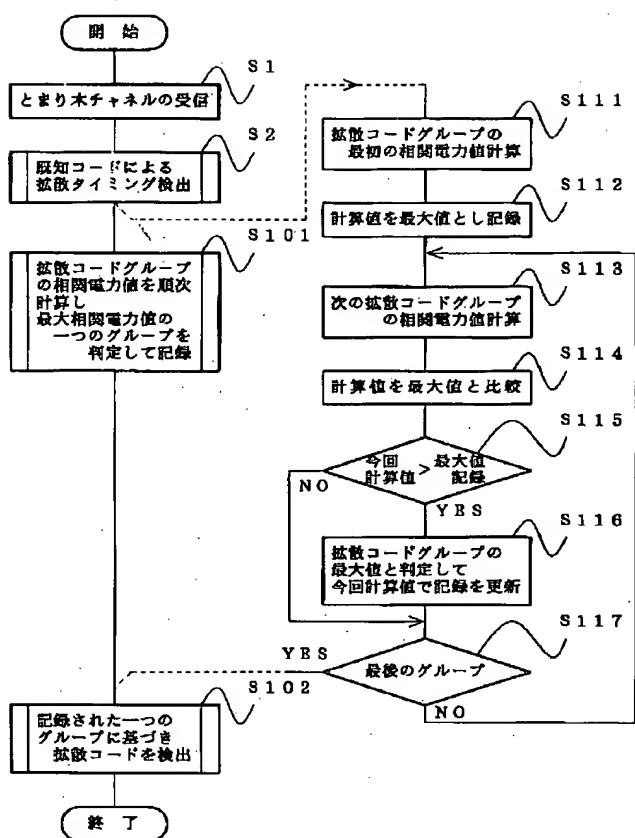 開 始
S1
とまり木チャネルの受信
S2
既知コードによる
拡散タイミング検出
S101
拡散コードグループ
の相関電力値を順次
計算し
最大相関電力値の
一つのグループを
判定して記録
S102
記録された一つの
グループに基づき
拡散コードを検出
終 了
S111
拡散コードグループの
最初の相関電力値計算
S112
計算値を最大値とし記録
S113
次の拡散コードグループ
の相関電力値計算
S114
計算値を最大値と比較
S115
今回 最大値
計算値 > 記録
NO
YES
S116
拡散コードグループの
最大値と判定して
今回計算値で記録を更新
S117
YES
最後のグループ
NO